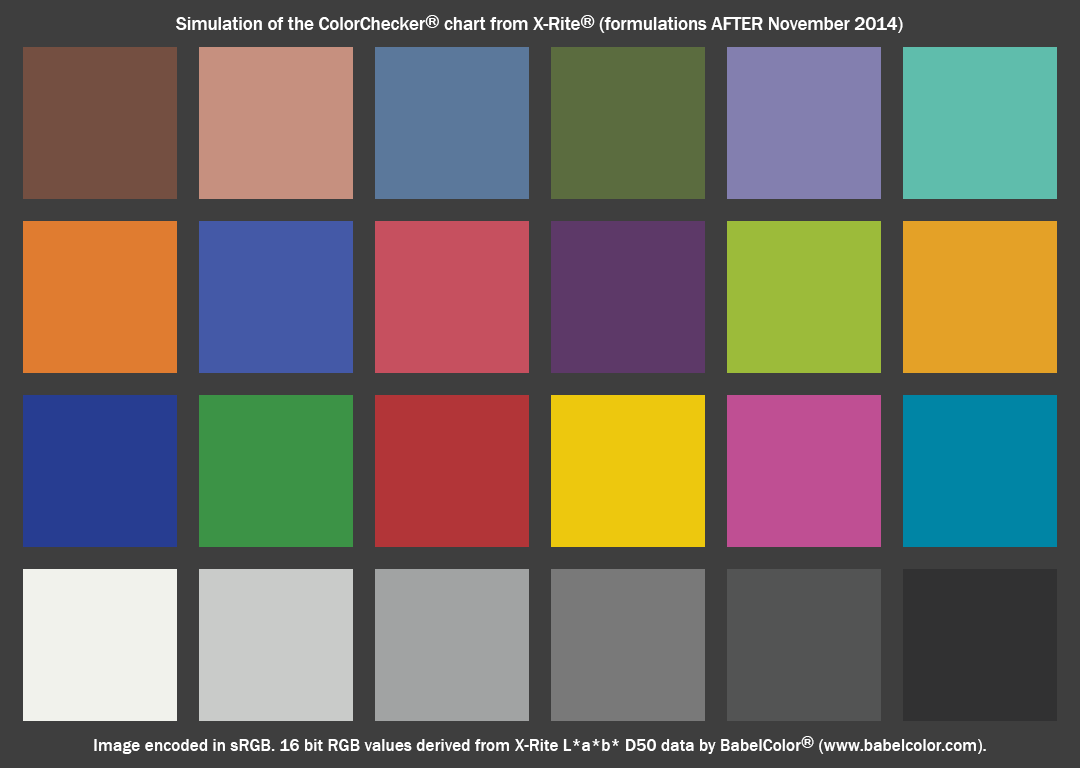 Simulation of the ColorChecker® chart from X-Rite® (formulations AFTER November 2014)
Image encoded in sRGB. 16 bit RGB values derived from X-Rite L*a*b* D50 data by BabelColor® (www.babelcolor.com).